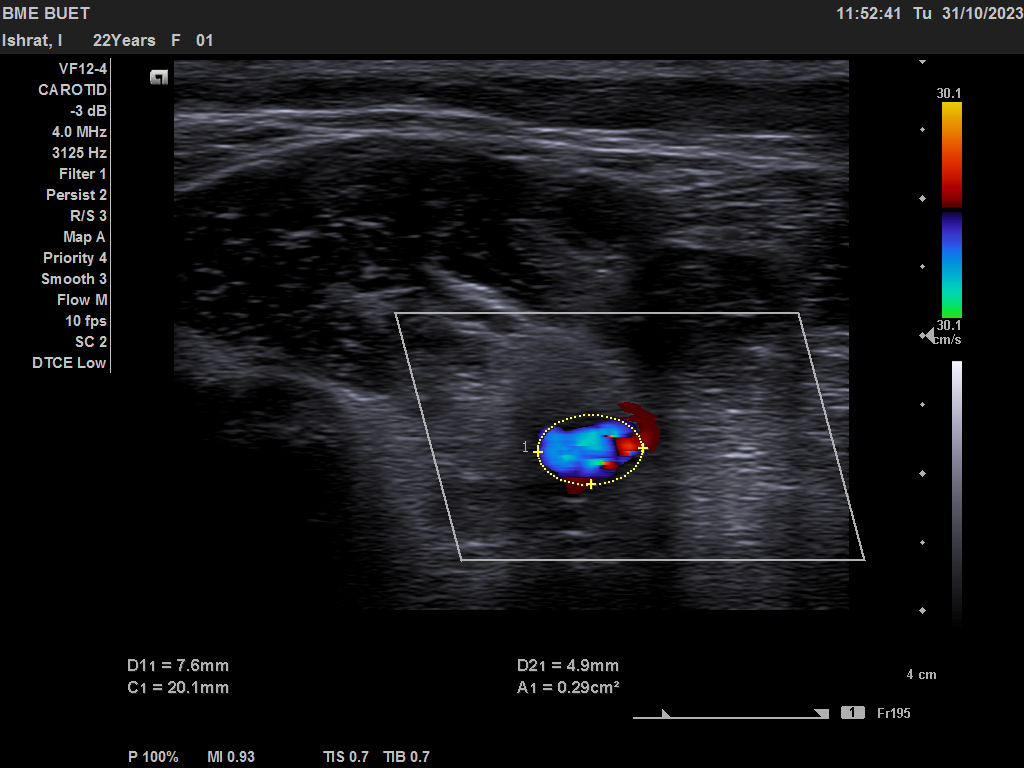 BME BUET 11:52:41 Tu 31/10/2023
Ishrat, I 22Years F 01
VF12-4
CAROTID
-3 dB
4.0 MHz
3125 Hz
Filter 1
Persist 2
R/S 3
Map A
Priority 4
Smooth 3
Flow M
10 fps
SC 2
DTCE Low
30.1
30.1
cm/s
1
D11 = 7.6mm D21 = 4.9mm
C1 = 20.1mm A1 = 0.29cm²
4 cm
1 Fr195
P 100% MI 0.93 TIS 0.7 TIB 0.7